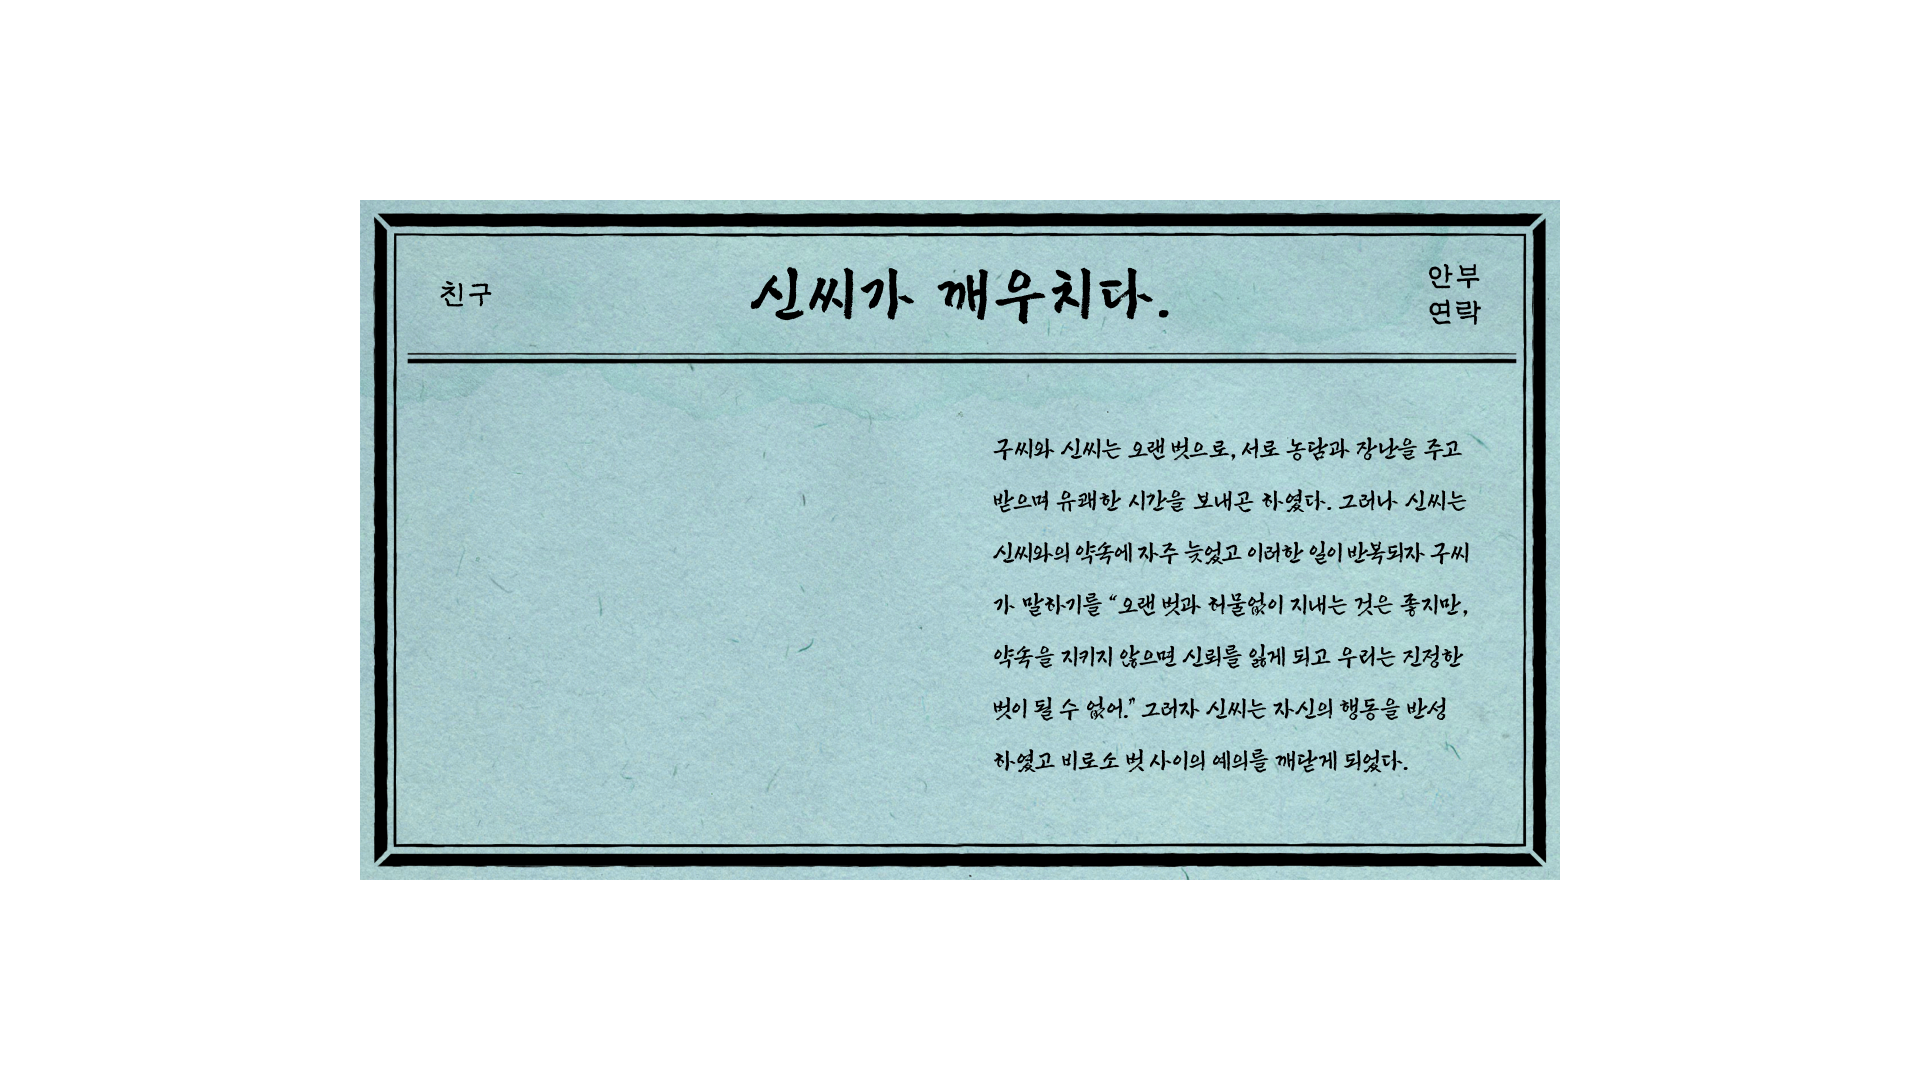 친구
신씨가 깨우치다.
안부
연락
구씨와 신씨는 오랜 벗으로, 서로 농담과 장난을 주고
받으며 유쾌한 시간을 보내곤 하였다. 그러나 신씨는
신씨와의 약속에 자주 늦었고 이러한 일이 반복되자 구씨
가 말하기를 “오랜 벗과 허물없이 지내는 것은 좋지만,
약속을 지키지 않으면 신뢰를 잃게 되고 우리는 진정한
벗이 될 수 없어.” 그러자 신씨는 자신의 행동을 반성
하였고 비로소 벗 사이의 예의를 깨닫게 되었다.